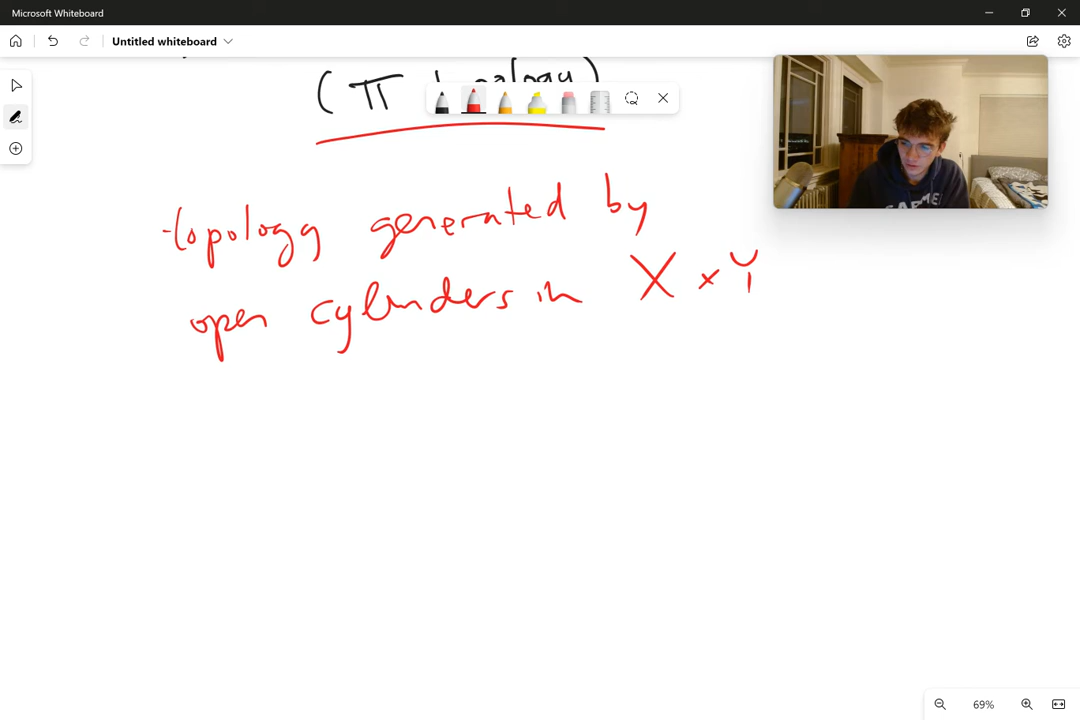 Microsoft Whiteboard
Untitled whiteboard
(π topology)
topology generated by
open cylinders in X × Y
69%